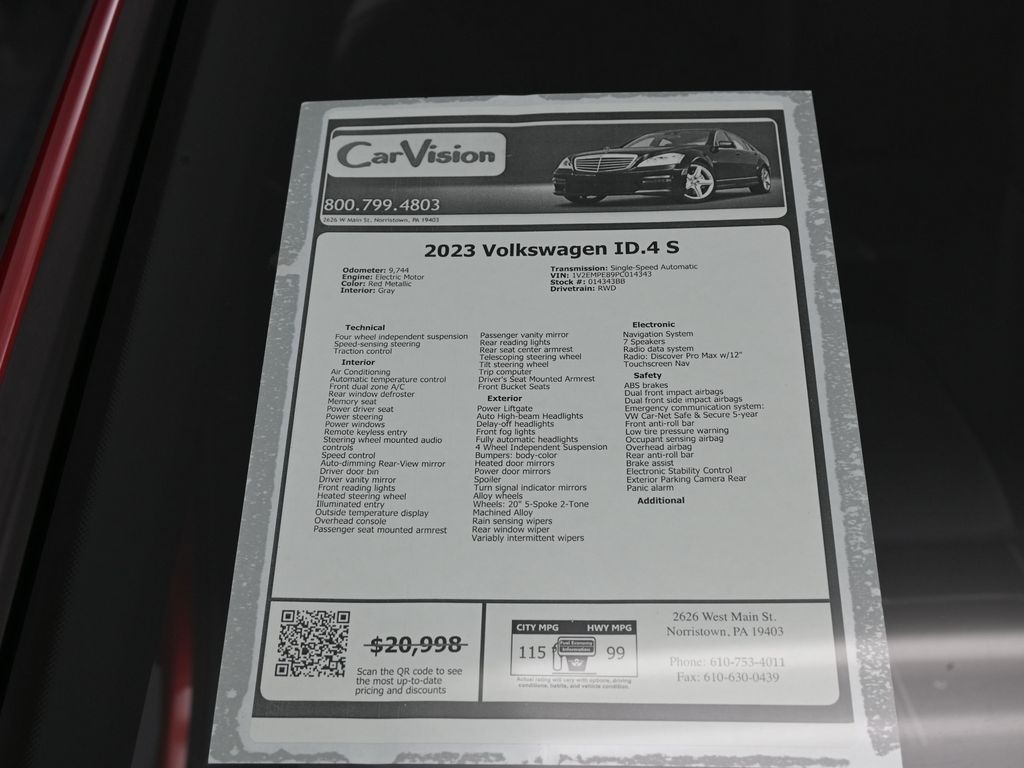 CarVision
800.799.4803
2626 W Main St, Norristown, PA 19403
2023 Volkswagen ID.4 S
Odometer: 9,744
Engine: Electric Motor
Color: Red Metallic
Interior: Gray
Transmission: Single-Speed Automatic
VIN: 1V2EMPE89PC014343
Stock #: 014343BB
Drivetrain: RWD
Technical
Four wheel independent suspension
Speed-sensing steering
Traction control
Interior
Air Conditioning
Automatic temperature control
Front dual zone A/C
Rear window defroster
Memory seat
Power driver seat
Power steering
Power windows
Remote keyless entry
Steering wheel mounted audio
controls
Speed control
Auto-dimming Rear-View mirror
Driver door bin
Driver vanity mirror
Front reading lights
Heated steering wheel
Illuminated entry
Outside temperature display
Overhead console
Passenger seat mounted armrest
Passenger vanity mirror
Rear reading lights
Rear seat center armrest
Telescoping steering wheel
Tilt steering wheel
Trip computer
Driver's Seat Mounted Armrest
Front Bucket Seats
Exterior
Power Liftgate
Auto High-beam Headlights
Delay-off headlights
Front fog lights
Fully automatic headlights
4 Wheel Independent Suspension
Bumpers: body-color
Heated door mirrors
Power door mirrors
Spoiler
Turn signal indicator mirrors
Alloy wheels
Wheels: 20" 5-Spoke 2-Tone
Machined Alloy
Rain sensing wipers
Rear window wiper
Variably intermittent wipers
Electronic
Navigation System
7 Speakers
Radio data system
Radio: Discover Pro Max w/12"
Touchscreen Nav
Safety
ABS brakes
Dual front impact airbags
Dual front side impact airbags
Emergency communication system:
VW Car-Net Safe & Secure 5-year
Front anti-roll bar
Low tire pressure warning
Occupant sensing airbag
Overhead airbag
Rear anti-roll bar
Brake assist
Electronic Stability Control
Exterior Parking Camera Rear
Panic alarm
Additional
$20,998
Scan the QR code to see
the most up-to-date
pricing and discounts
CITY MPG HWY MPG
115 Fuel Economy Information 99
Actual rating will vary with options, driving
conditions, habits, and vehicle condition.
2626 West Main St.
Norristown, PA 19403
Phone: 610-753-4011
Fax: 610-630-0439